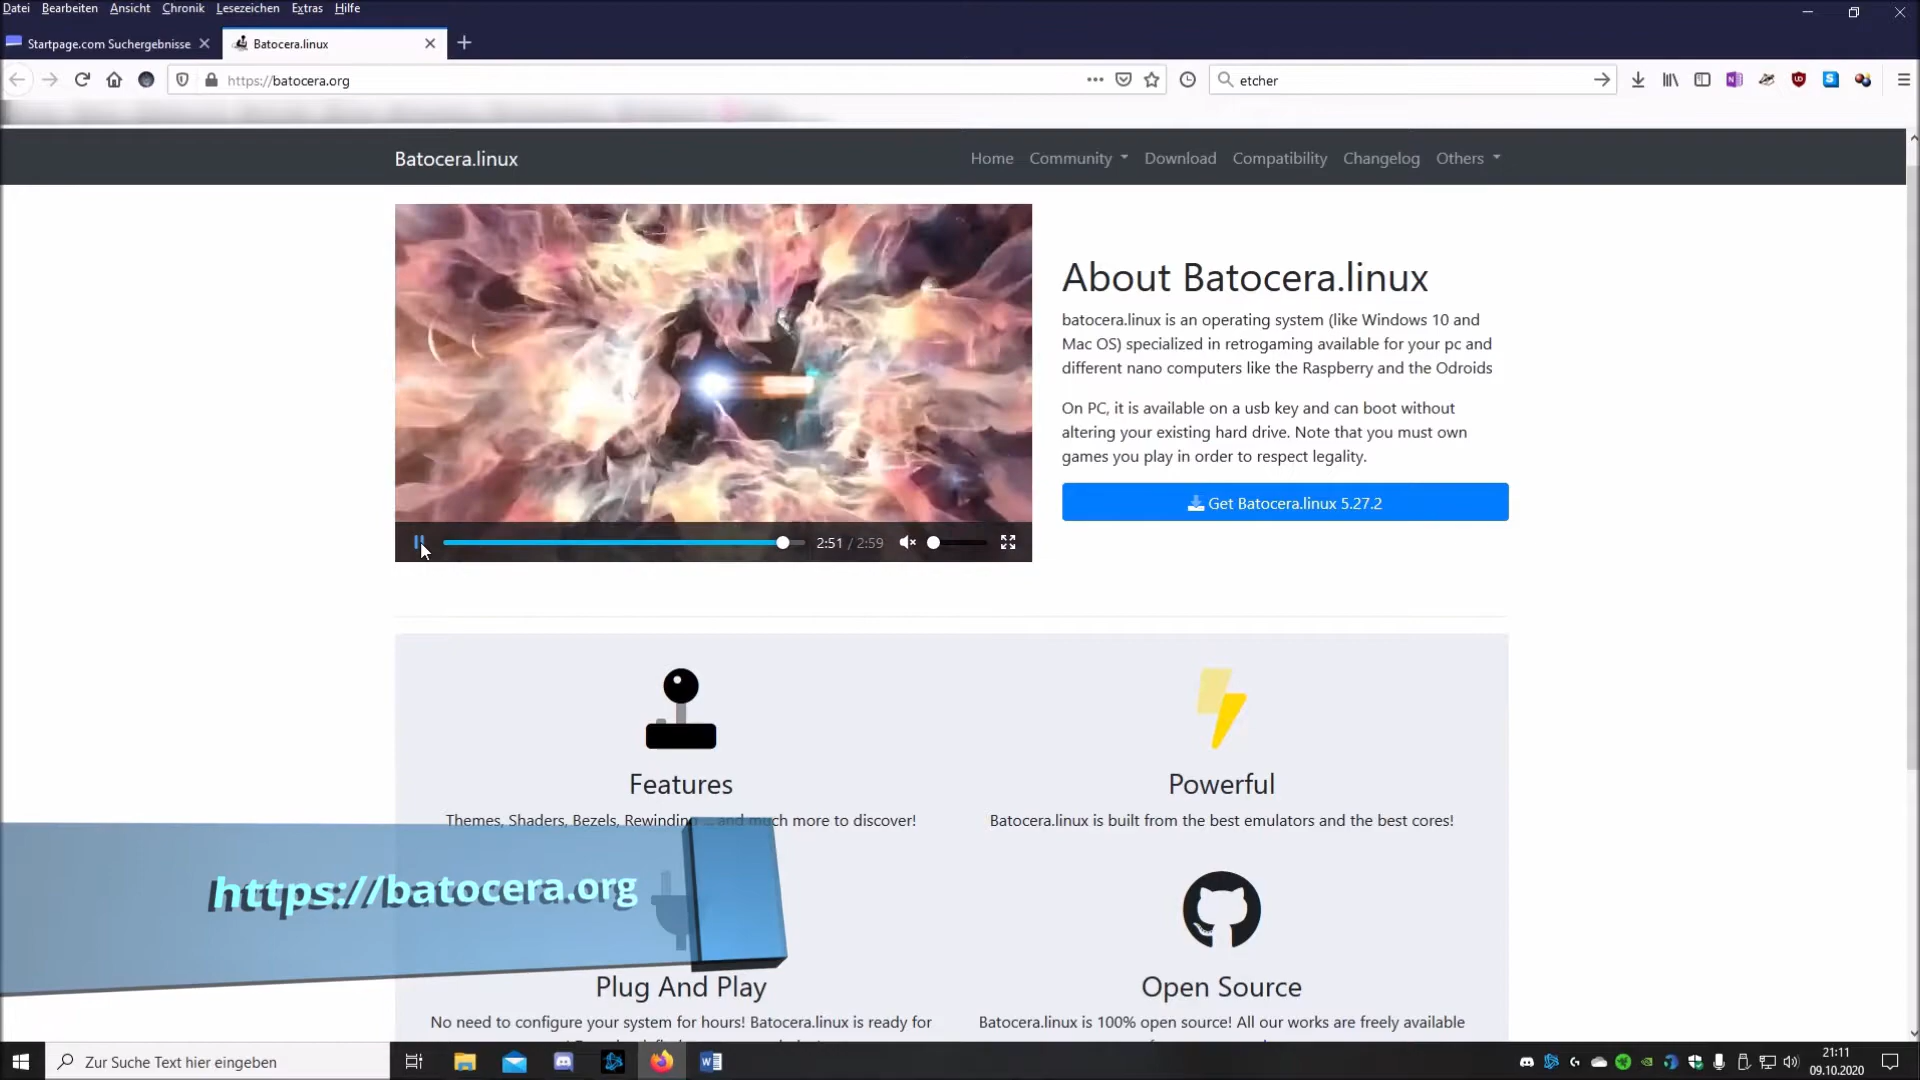 Datei Bearbeiten Ansicht Chronik Lesezeichen Extras Hilfe
Startpage.com Suchergebnisse
Batocera.linux
https://batocera.org
etcher
Batocera.linux
Home Community Download Compatibility Changelog Others
About Batocera.linux
batocera.linux is an operating system (like Windows 10 and
Mac OS) specialized in retrogaming available for your pc and
different nano computers like the Raspberry and the Odroids
On PC, it is available on a usb key and can boot without
altering your existing hard drive. Note that you must own
games you play in order to respect legality.
Get Batocera.linux 5.27.2
2:51 / 2:59
Features
Themes, Shaders, Bezels, Rewinding ... and much more to discover!
Powerful
Batocera.linux is built from the best emulators and the best cores!
https://batocera.org
Plug And Play
No need to configure your system for hours! Batocera.linux is ready for
Open Source
Batocera.linux is 100% open source! All our works are freely available
Zur Suche Text hier eingeben
21:11
09.10.2020